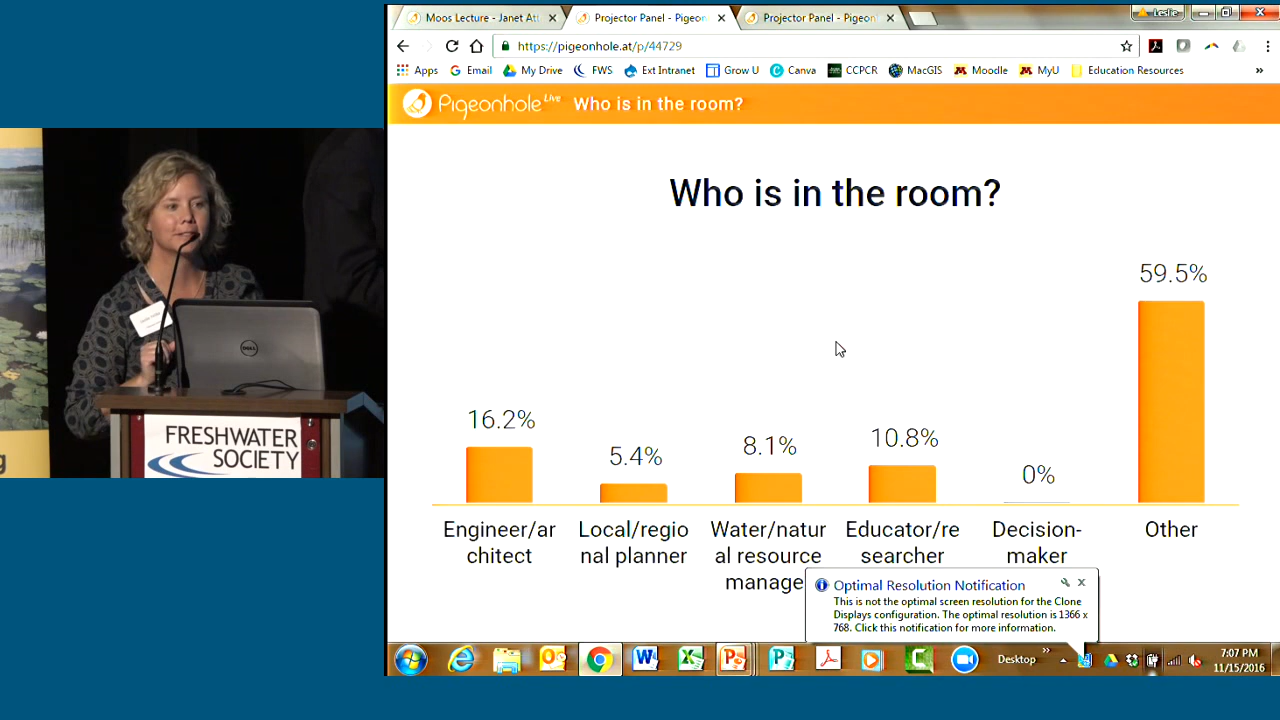 Moos Lecture - Janet Att
Projector Panel - Pigeon
Projector Panel - Pigeon
Leslie
https://pigeonhole.at/p/44729
Apps
Email
My Drive
FWS
Ext Intranet
Grow U
Canva
CCPCR
MacGIS
Moodle
MyU
Education Resources
»
Pigeonhole Live
Who is in the room?
Who is in the room?
16.2%
5.4%
8.1%
10.8%
0%
59.5%
Engineer/ar
chitect
Local/regio
nal planner
Water/natur
al resource
manage
Educator/re
searcher
Decision-
maker
Other
Optimal Resolution Notification
This is not the optimal screen resolution for the Clone
Displays configuration. The optimal resolution is 1366 x
768. Click this notification for more information.
Desktop
»
7:07 PM
11/15/2016
DELL
FRESHWATER
SOCIETY
g